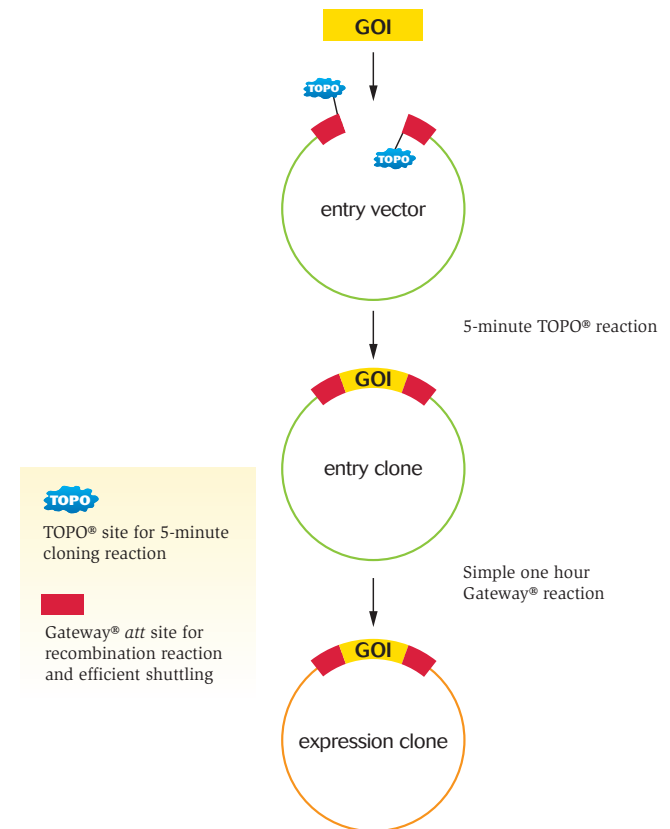 GOI
TOPO
TOPO
entry vector
5-minute TOPO® reaction
GOI
entry clone
TOPO
TOPO® site for 5-minute
cloning reaction
Simple one hour
Gateway® reaction
Gateway® att site for
recombination reaction
and efficient shuttling
GOI
expression clone